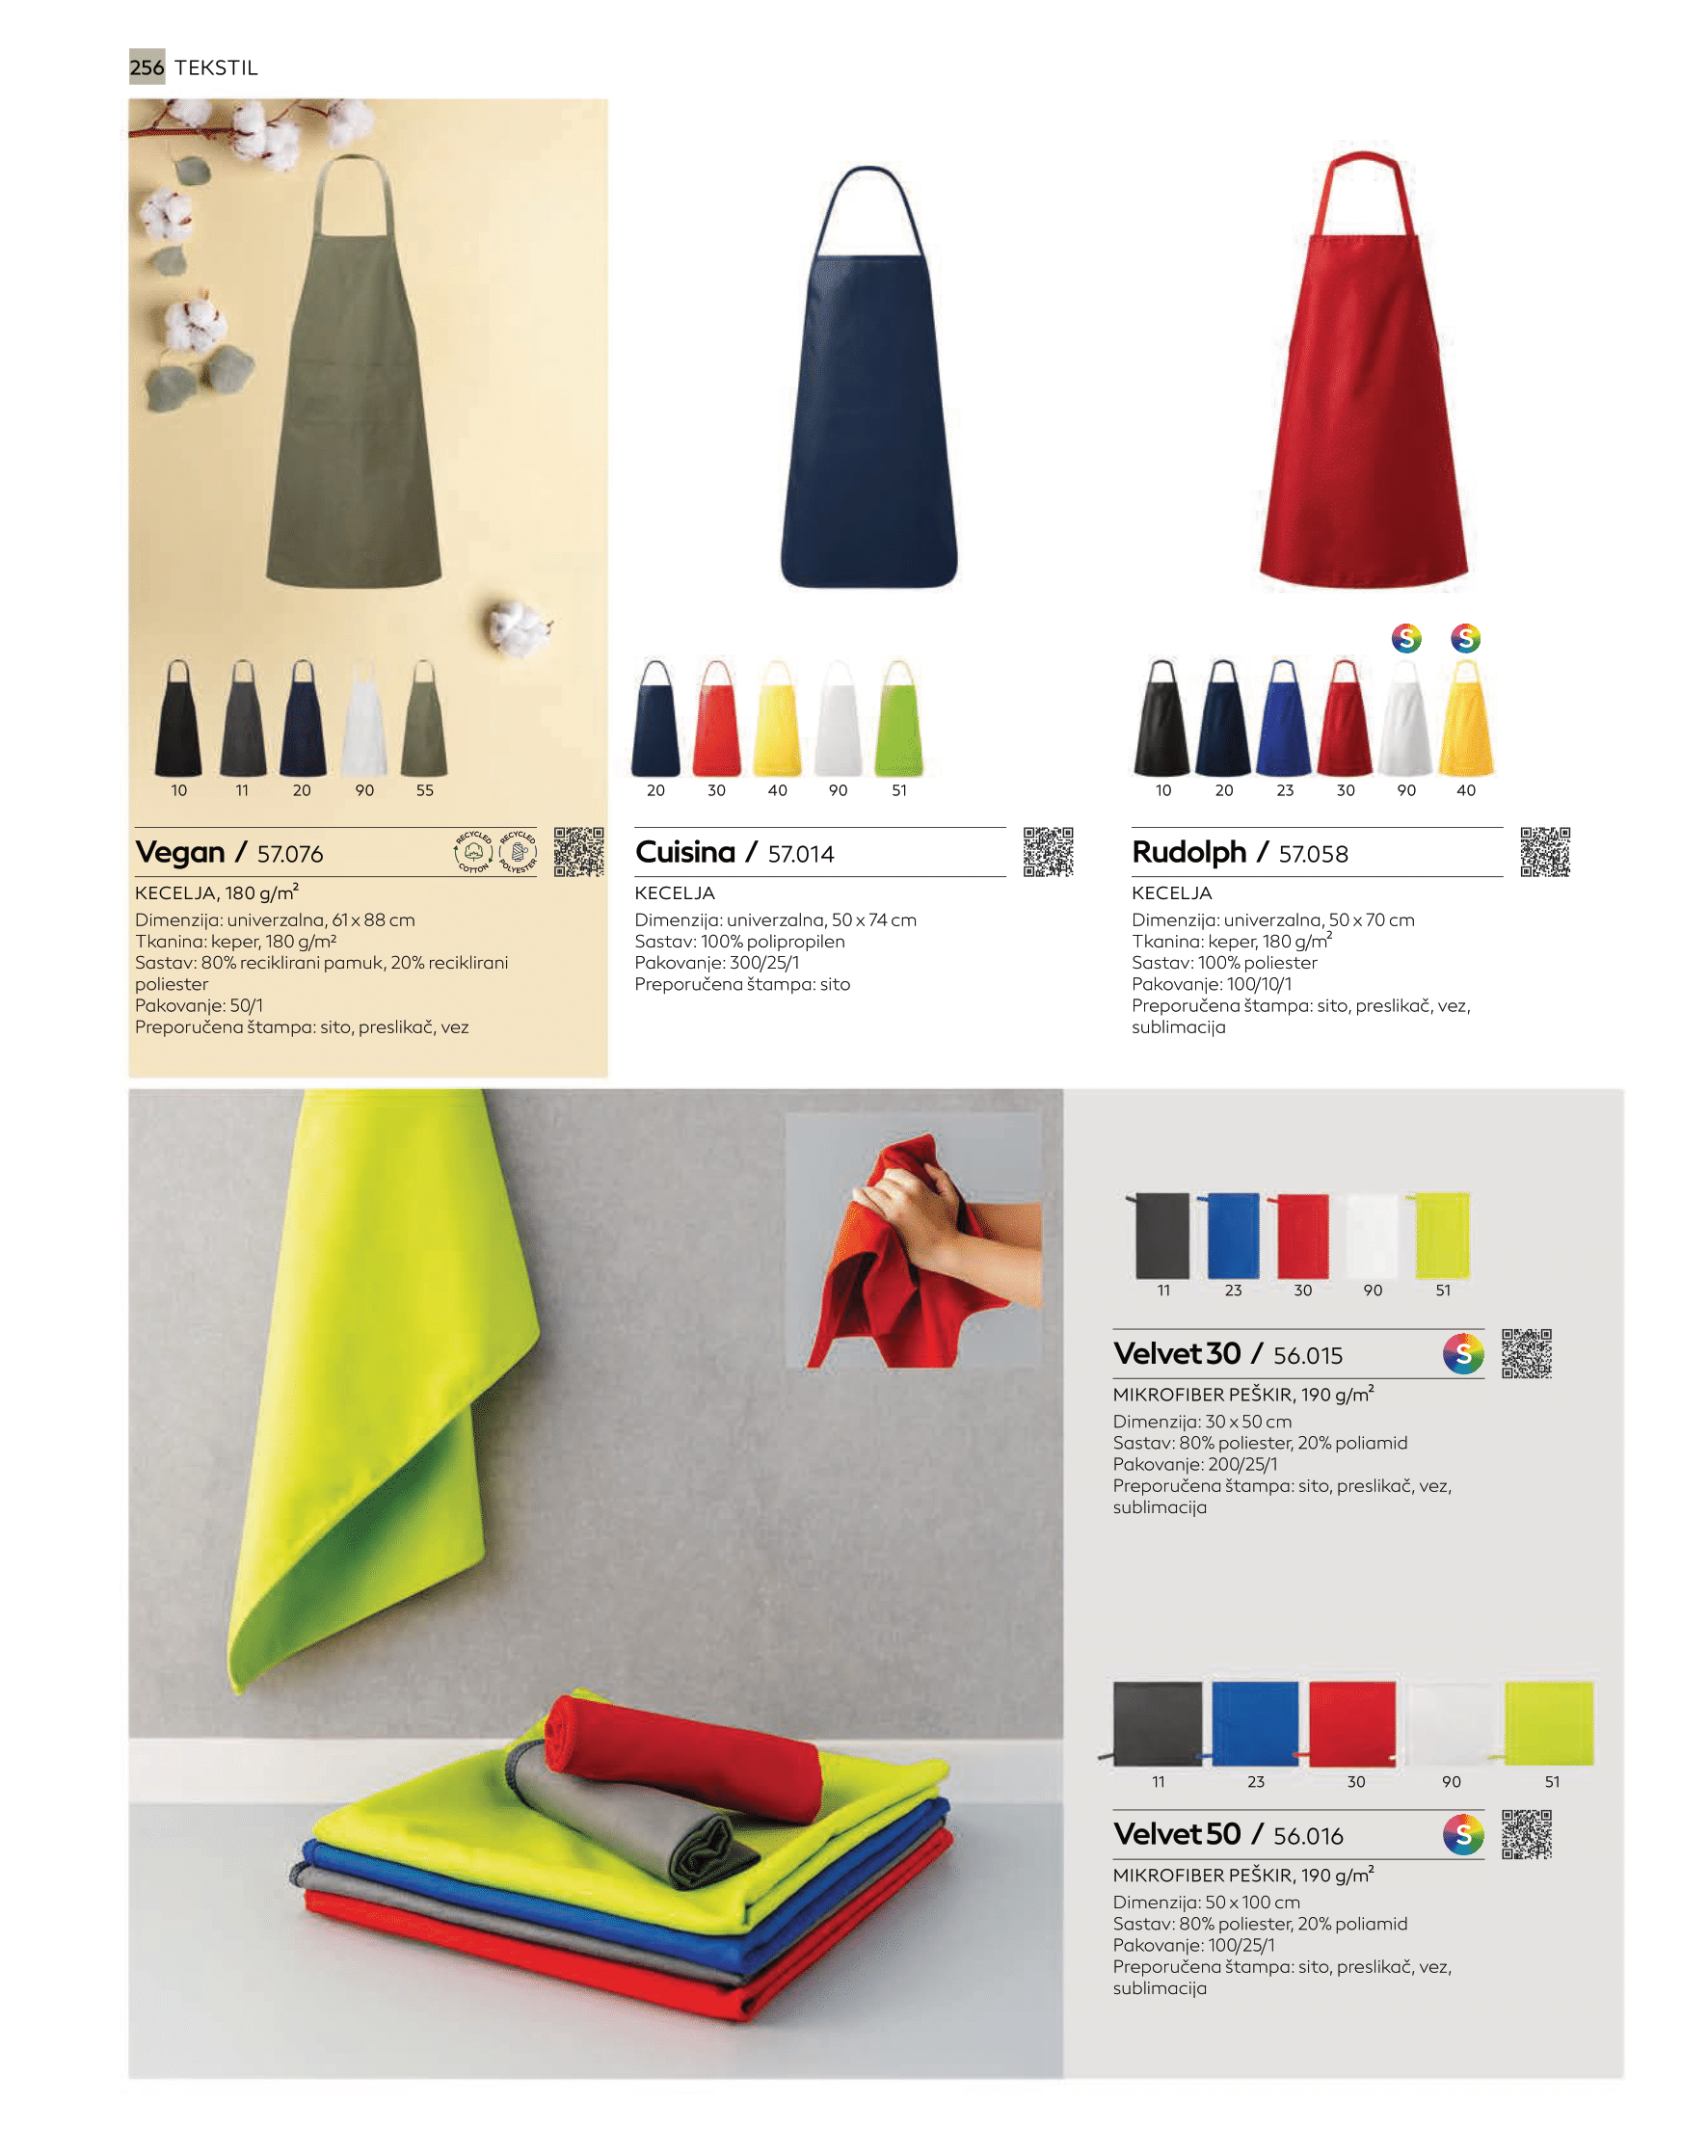 256 TEKSTIL
10 11 20 90 55
Vegan / 57.076
RECYCLED COTTON
RECYCLED POLYESTER
KECELJA, 180 g/m²
Dimenzija: univerzalna, 61 x 88 cm
Tkanina: keper, 180 g/m²
Sastav: 80% reciklirani pamuk, 20% reciklirani
poliester
Pakovanje: 50/1
Preporučena štampa: sito, preslikač, vez
20 30 40 90 51
Cuisina / 57.014
KECELJA
Dimenzija: univerzalna, 50 x 74 cm
Sastav: 100% polipropilen
Pakovanje: 300/25/1
Preporučena štampa: sito
S S
10 20 23 30 90 40
Rudolph / 57.058
KECELJA
Dimenzija: univerzalna, 50 x 70 cm
Tkanina: keper, 180 g/m²
Sastav: 100% poliester
Pakovanje: 100/10/1
Preporučena štampa: sito, preslikač, vez,
sublimacija
11 23 30 90 51
Velvet 30 / 56.015 S
MIKROFIBER PEŠKIR, 190 g/m²
Dimenzija: 30 x 50 cm
Sastav: 80% poliester, 20% poliamid
Pakovanje: 200/25/1
Preporučena štampa: sito, preslikač, vez,
sublimacija
11 23 30 90 51
Velvet 50 / 56.016 S
MIKROFIBER PEŠKIR, 190 g/m²
Dimenzija: 50 x 100 cm
Sastav: 80% poliester, 20% poliamid
Pakovanje: 100/25/1
Preporučena štampa: sito, preslikač, vez,
sublimacija